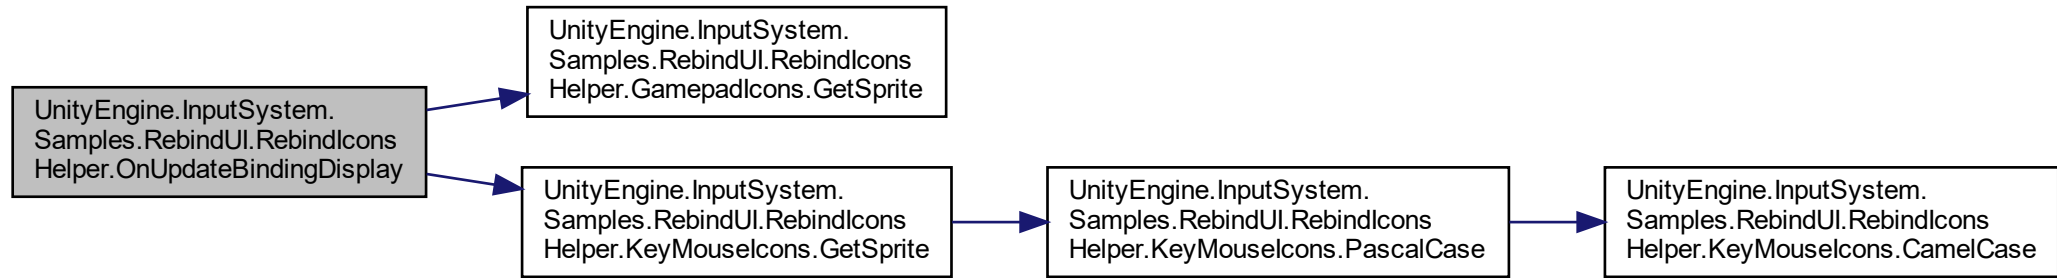 UnityEngine.InputSystem.
Samples.RebindUI.RebindIcons
Helper.OnUpdateBindingDisplay
UnityEngine.InputSystem.
Samples.RebindUI.RebindIcons
Helper.GamepadIcons.GetSprite
UnityEngine.InputSystem.
Samples.RebindUI.RebindIcons
Helper.KeyMouseIcons.GetSprite
UnityEngine.InputSystem.
Samples.RebindUI.RebindIcons
Helper.KeyMouseIcons.PascalCase
UnityEngine.InputSystem.
Samples.RebindUI.RebindIcons
Helper.KeyMouseIcons.CamelCase